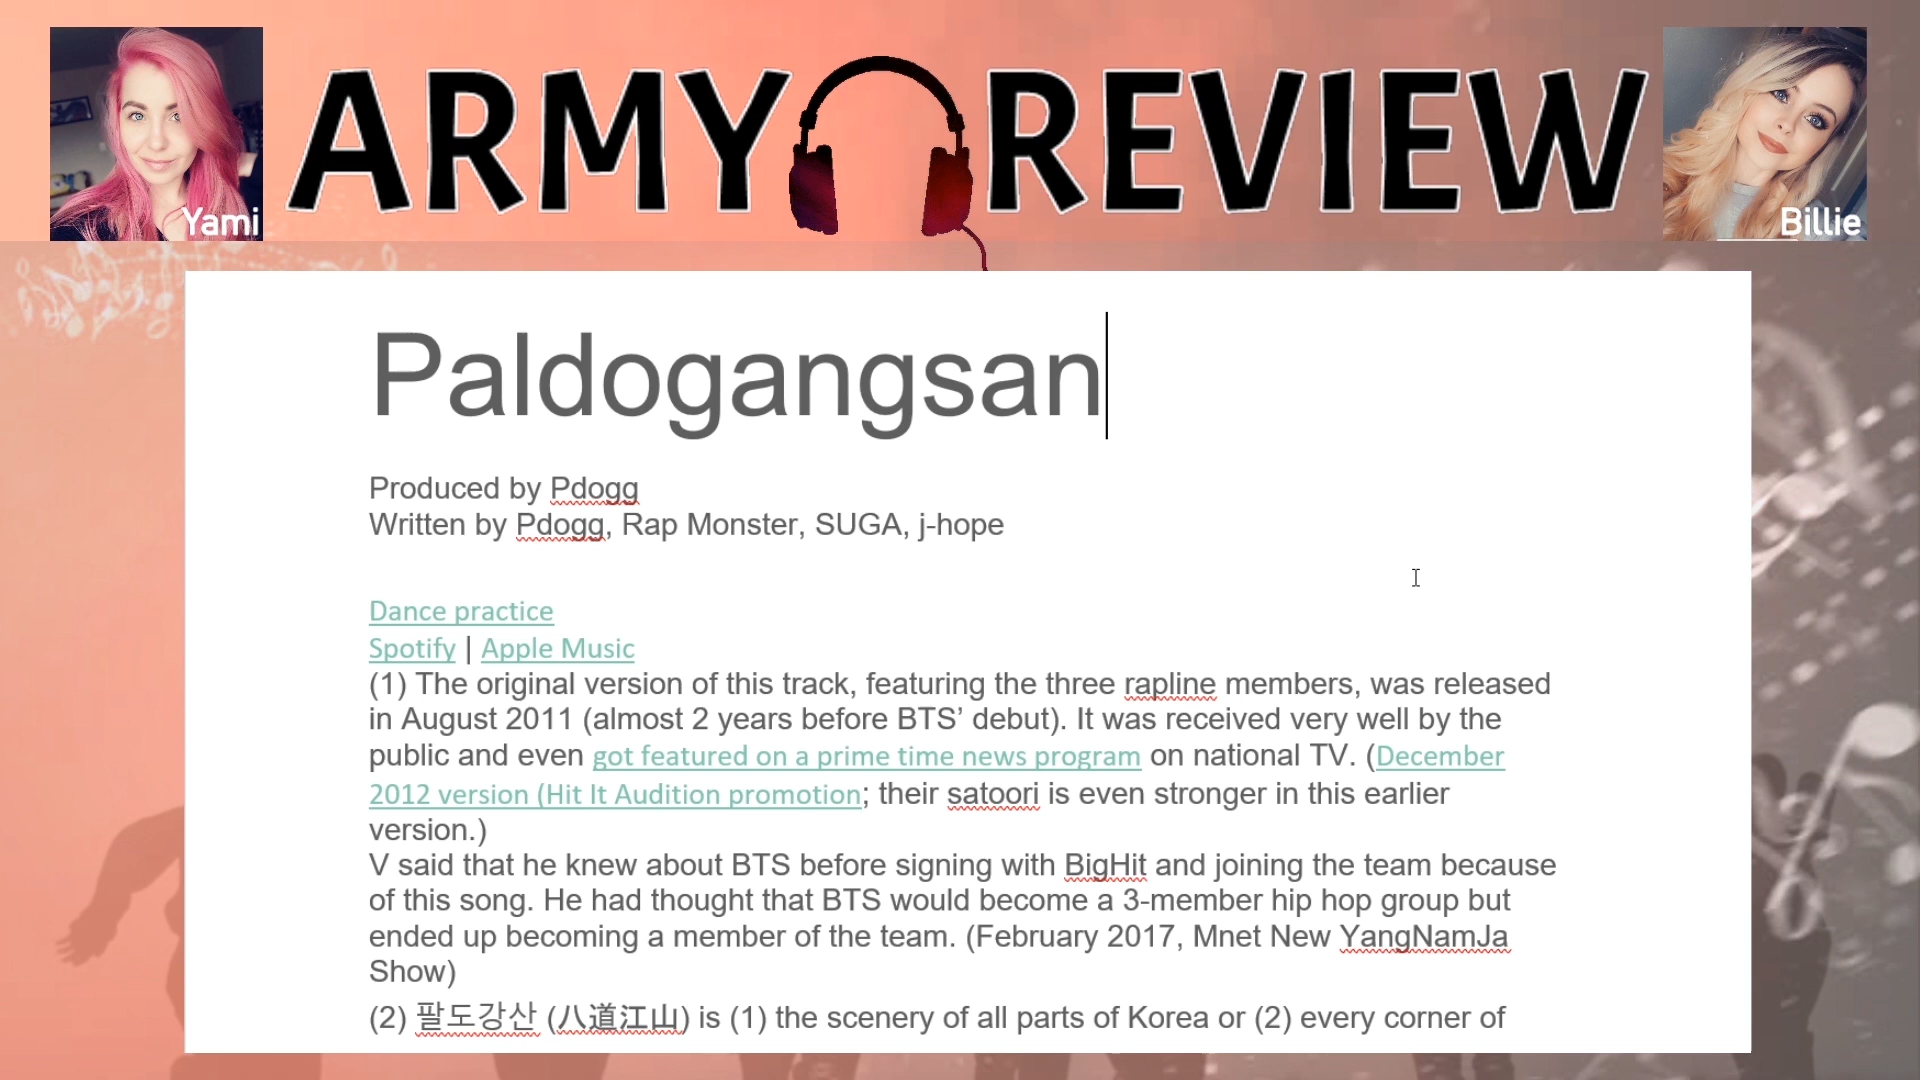 ARMY REVIEW
Yami
Billie
Paldogangsan
Produced by Pdogg
Written by Pdogg, Rap Monster, SUGA, j-hope
Dance practice
Spotify | Apple Music
(1) The original version of this track, featuring the three rapline members, was released
in August 2011 (almost 2 years before BTS’ debut). It was received very well by the
public and even got featured on a prime time news program on national TV. (December
2012 version (Hit It Audition promotion; their satoori is even stronger in this earlier
version.)
V said that he knew about BTS before signing with BigHit and joining the team because
of this song. He had thought that BTS would become a 3-member hip hop group but
ended up becoming a member of the team. (February 2017, Mnet New YangNamJa
Show)
(2) 팔도강산 (八道江山) is (1) the scenery of all parts of Korea or (2) every corner of